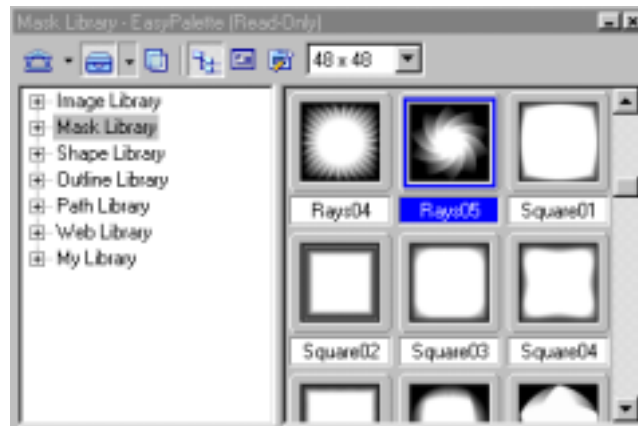 Mask Library - EasyPalette (Read-Only)
48 x 48
Image Library
Mask Library
Shape Library
Outline Library
Path Library
Web Library
My Library
Rays04 Rays05 Square01
Square02 Square03 Square04